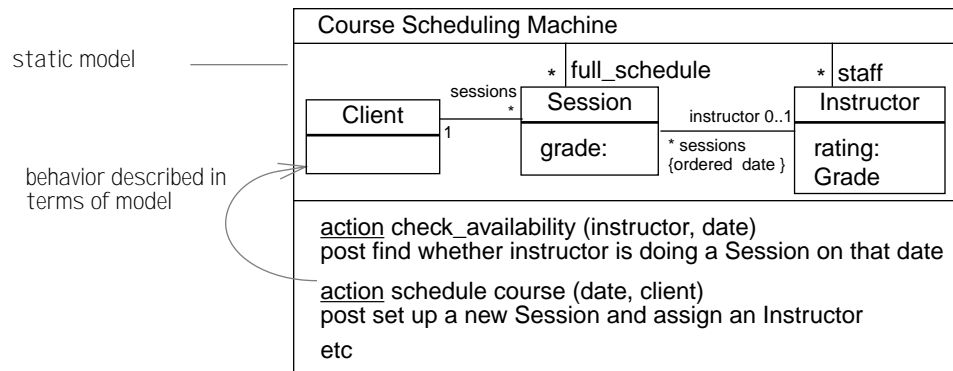 Course Scheduling Machine
static model
* full_schedule
* staff
sessions
*
Client
1
Session
grade:
instructor 0..1
* sessions
{ordered date }
Instructor
rating:
Grade
behavior described in
terms of model
action check_availability (instructor, date)
post find whether instructor is doing a Session on that date
action schedule course (date, client)
post set up a new Session and assign an Instructor
etc